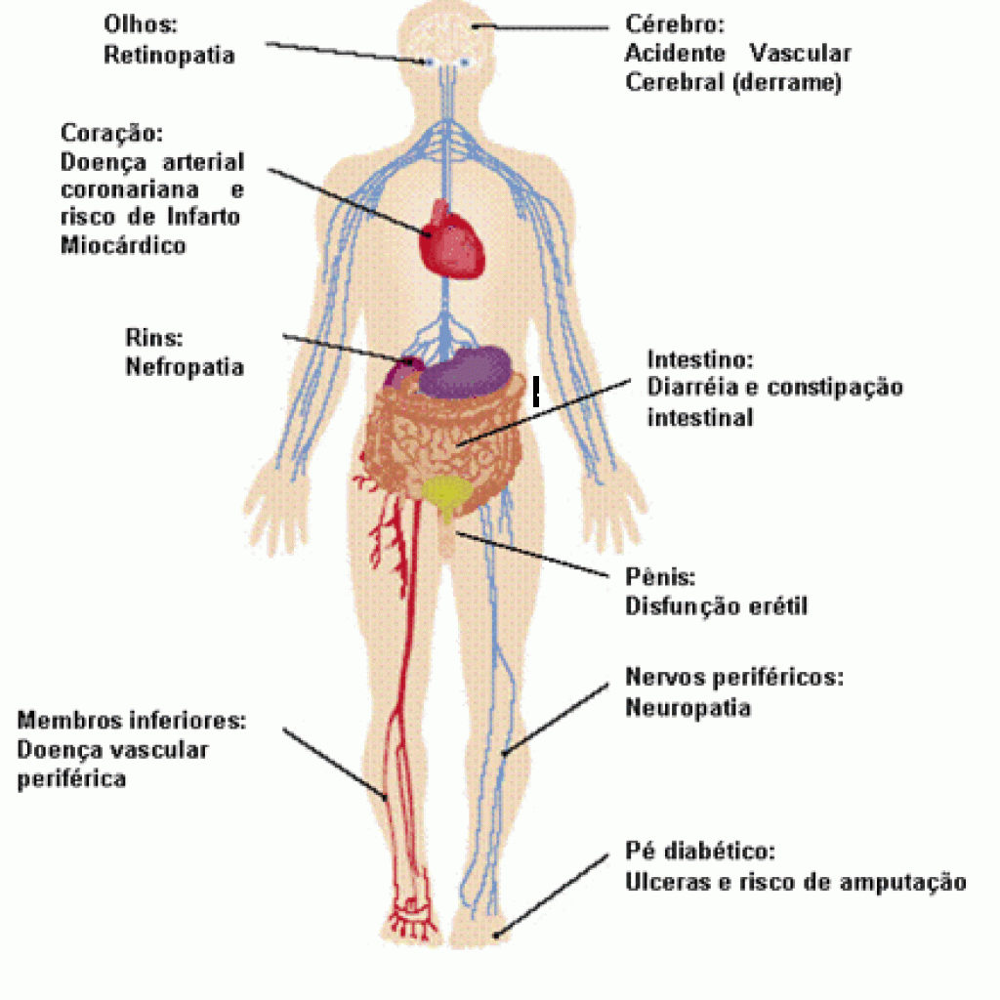 Olhos:
Retinopatia
Cérebro:
Acidente Vascular
Cerebral (derrame)
Coração:
Doença arterial
coronariana e
risco de Infarto
Miocárdico
Rins:
Nefropatia
Intestino:
Diarréia e constipação
intestinal
Pênis:
Disfunção erétil
Nervos periféricos:
Neuropatia
Membros inferiores:
Doença vascular
periférica
Pé diabético:
Ulceras e risco de amputação